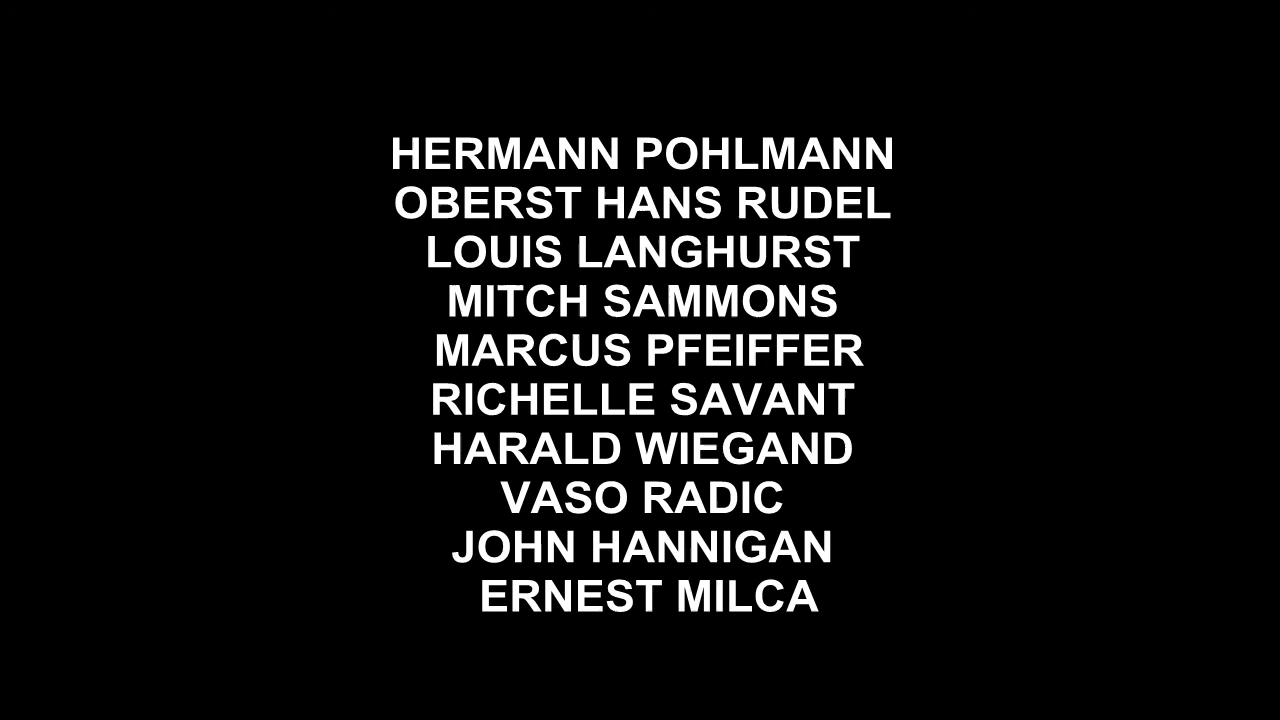 HERMANN POHLMANN
OBERST HANS RUDEL
LOUIS LANGHURST
MITCH SAMMONS
MARCUS PFEIFFER
RICHELLE SAVANT
HARALD WIEGAND
VASO RADIC
JOHN HANNIGAN
ERNEST MILCA